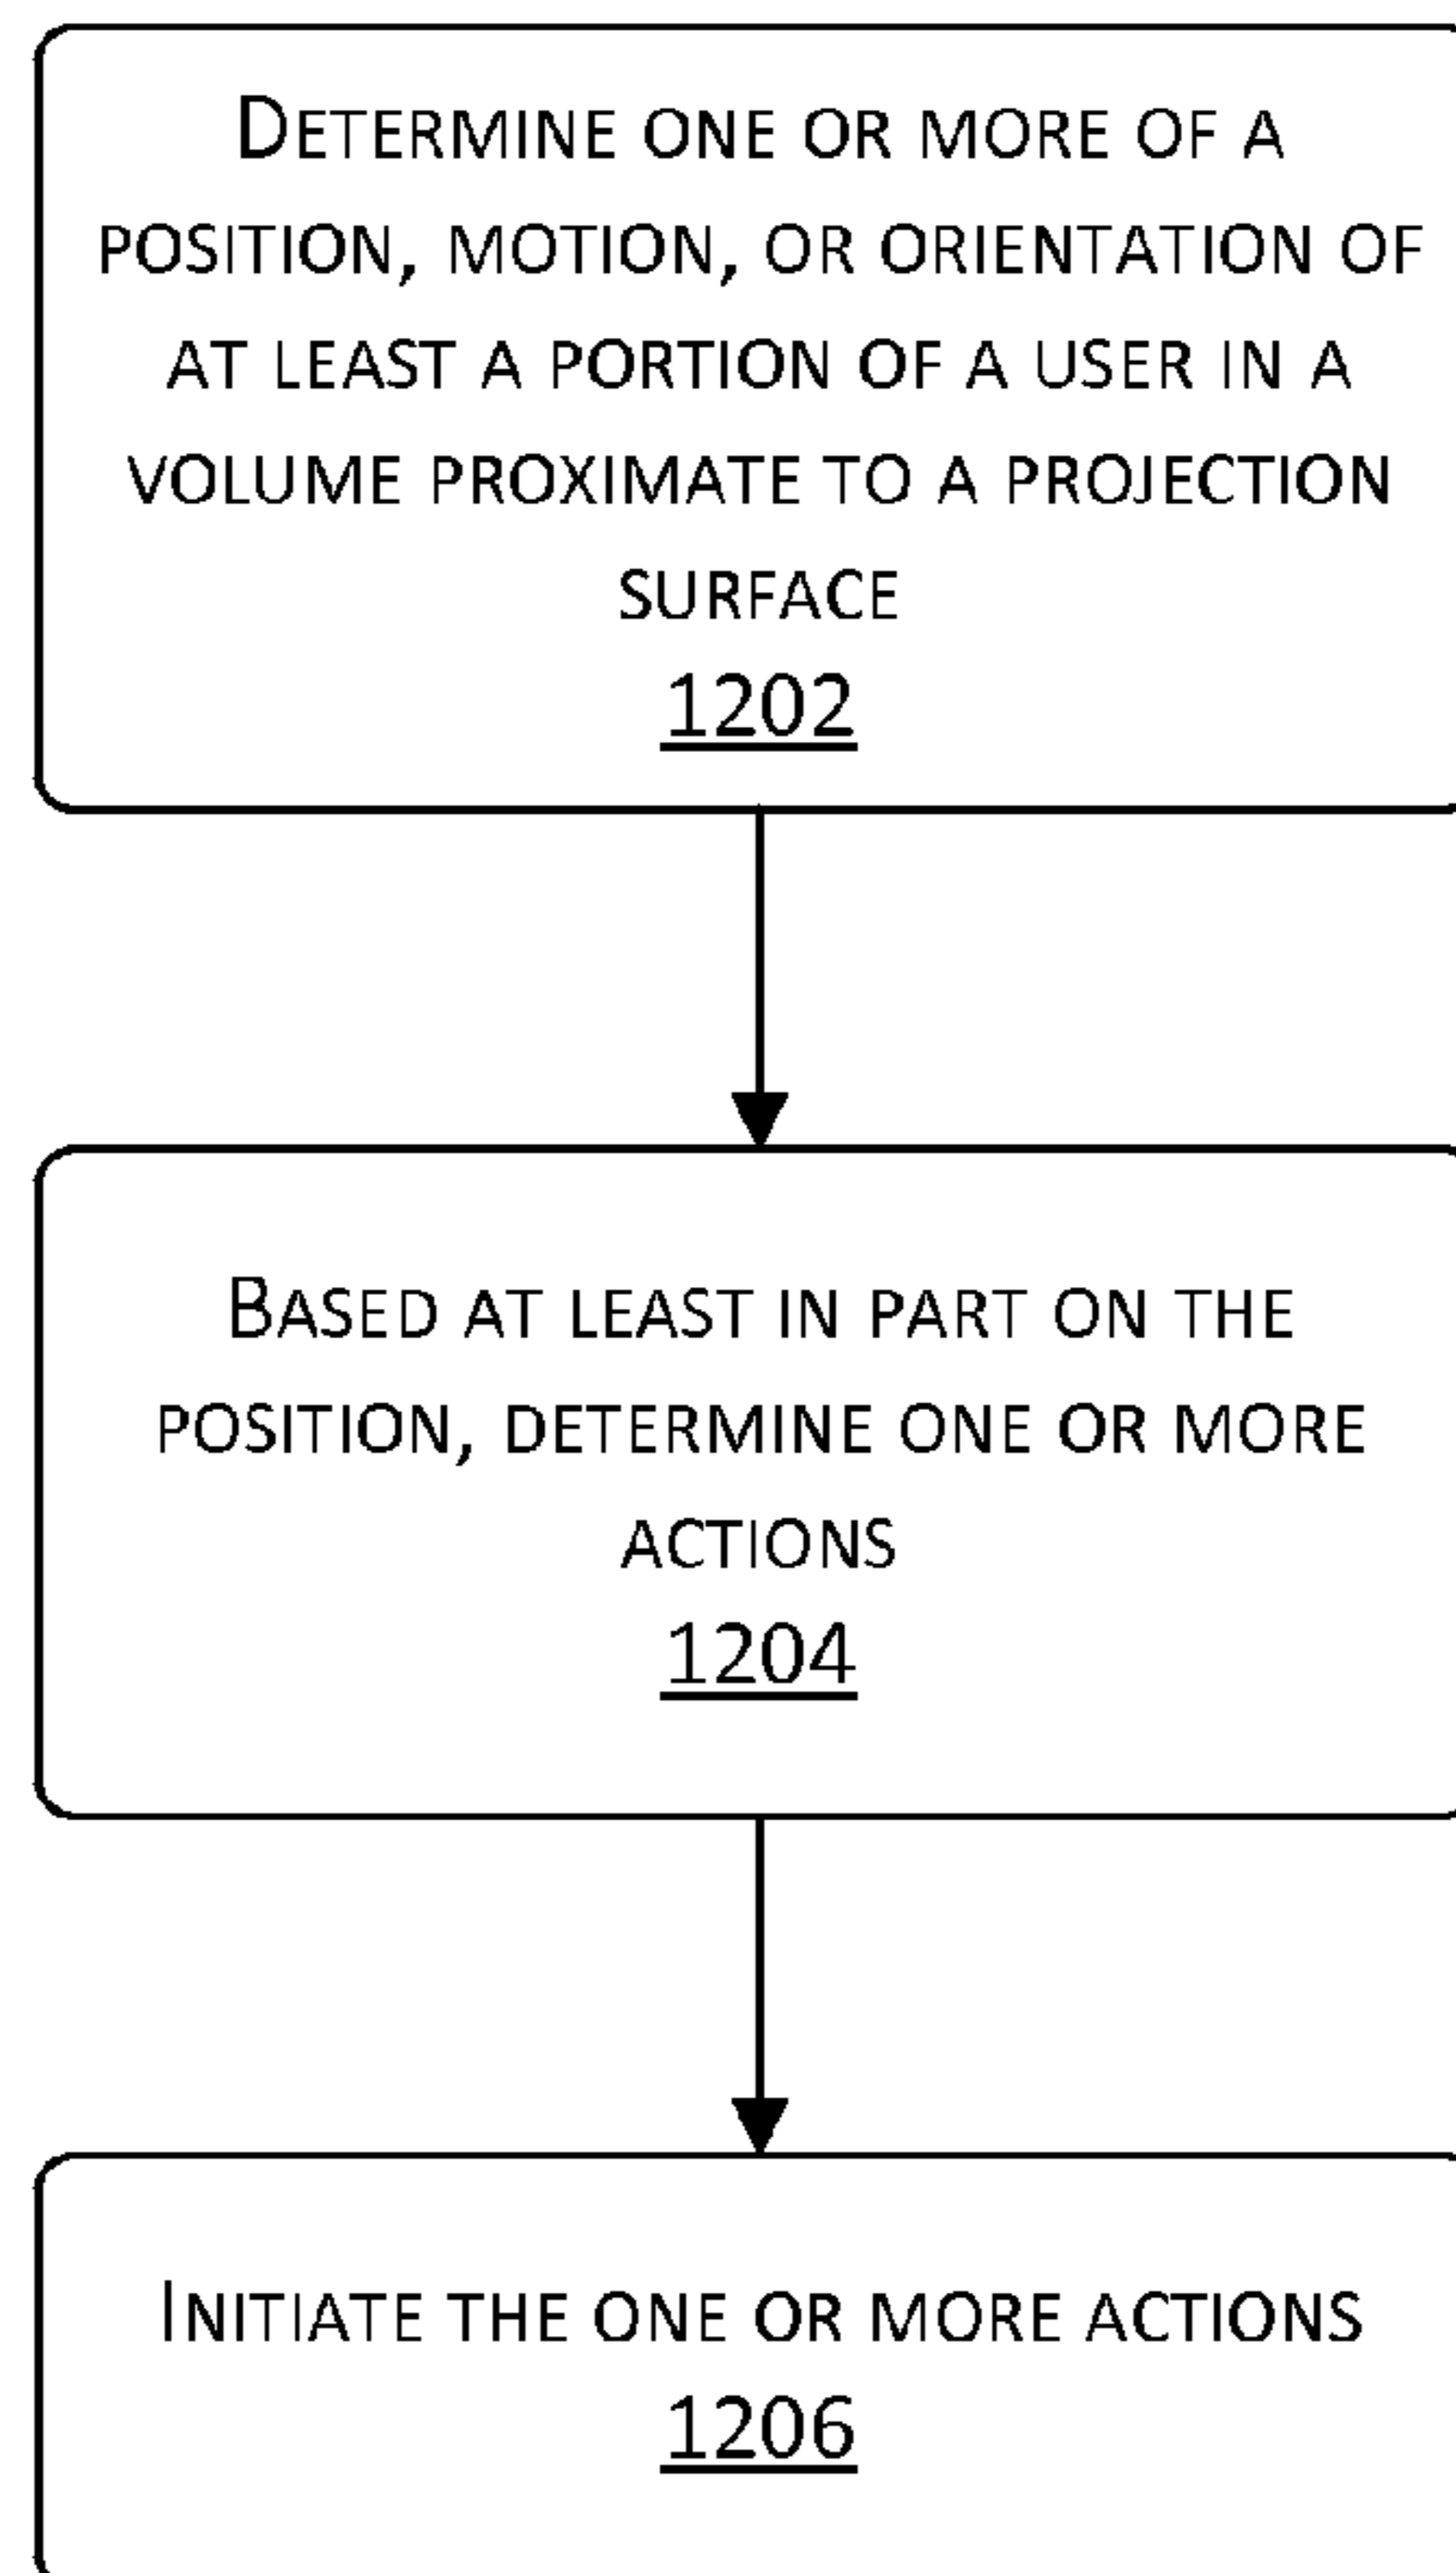 DETERMINE ONE OR MORE OF A
POSITION, MOTION, OR ORIENTATION OF
AT LEAST A PORTION OF A USER IN A
VOLUME PROXIMATE TO A PROJECTION
SURFACE
1202
BASED AT LEAST IN PART ON THE
POSITION, DETERMINE ONE OR MORE
ACTIONS
1204
INITIATE THE ONE OR MORE ACTIONS
1206